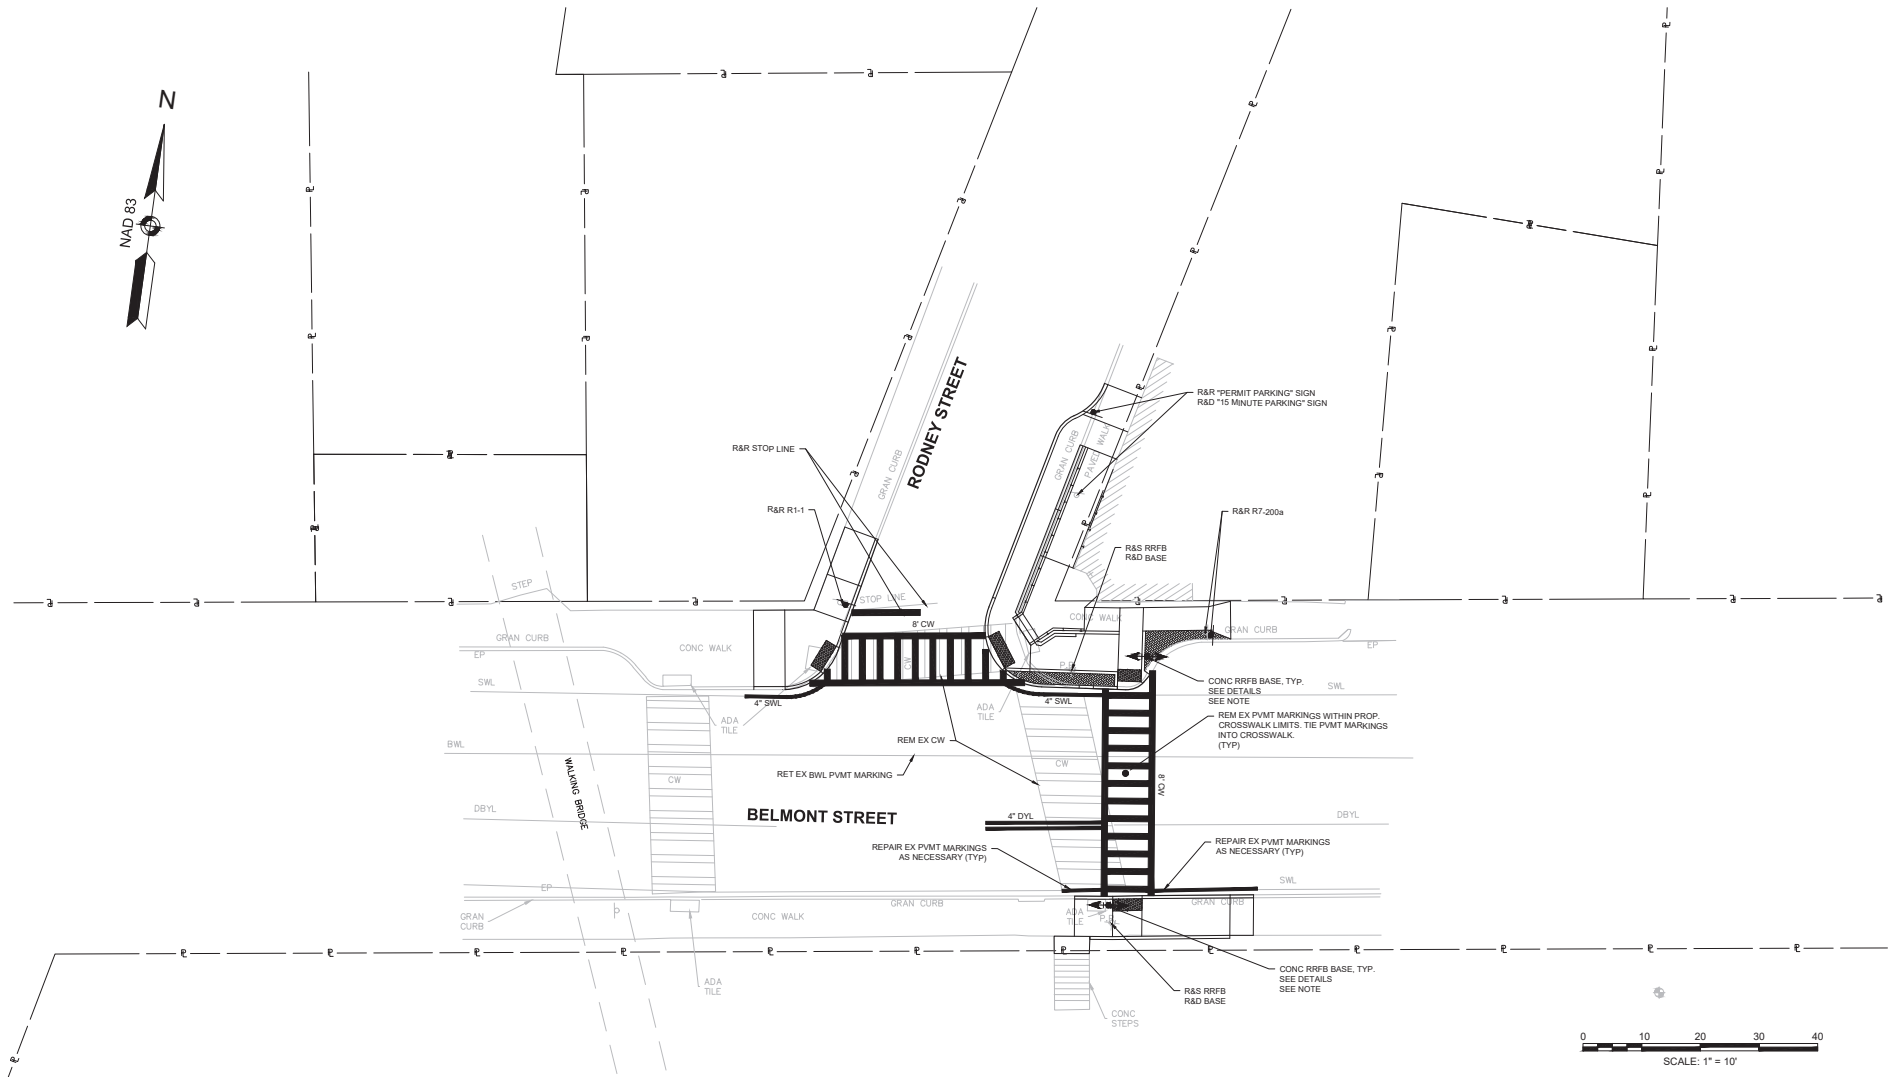 N
NAD 83
RODNEY STREET
R&R "PERMIT PARKING" SIGN
R&D "15 MINUTE PARKING" SIGN
GRAN CURB
GRAN CURB
PAVER WALK
R&R STOP LINE
R&R R1-1
R&R R7-200a
R&S RRFB
R&D BASE
STEP
STOP LINE
8' CW
CONC WALK
GRAN CURB
GRAN CURB
EP
CONC WALK
CW
P.B.
EP
SWL
CONC RRFB BASE, TYP.
SEE DETAILS
SEE NOTE
SWL
4" SWL
4" SWL
ADA
TILE
ADA
TILE
REM EX PVMT MARKINGS WITHIN PROP.
CROSSWALK LIMITS. TIE PVMT MARKINGS
INTO CROSSWALK.
(TYP)
REM EX CW
BWL
RET EX BWL PVMT MARKING
CW
CW
8' CW
WALKING BRIDGE
DBYL
BELMONT STREET
4" DYL
DBYL
REPAIR EX PVMT MARKINGS
AS NECESSARY (TYP)
REPAIR EX PVMT MARKINGS
AS NECESSARY (TYP)
EP
SWL
GRAN CURB
GRAN CURB
GRAN
CURB
P
CONC WALK
ADA
TILE
P.B.
ADA
TILE
CONC RRFB BASE, TYP.
SEE DETAILS
SEE NOTE
R&S RRFB
R&D BASE
CONC
STEPS
0 10 20 30 40
SCALE: 1" = 10'